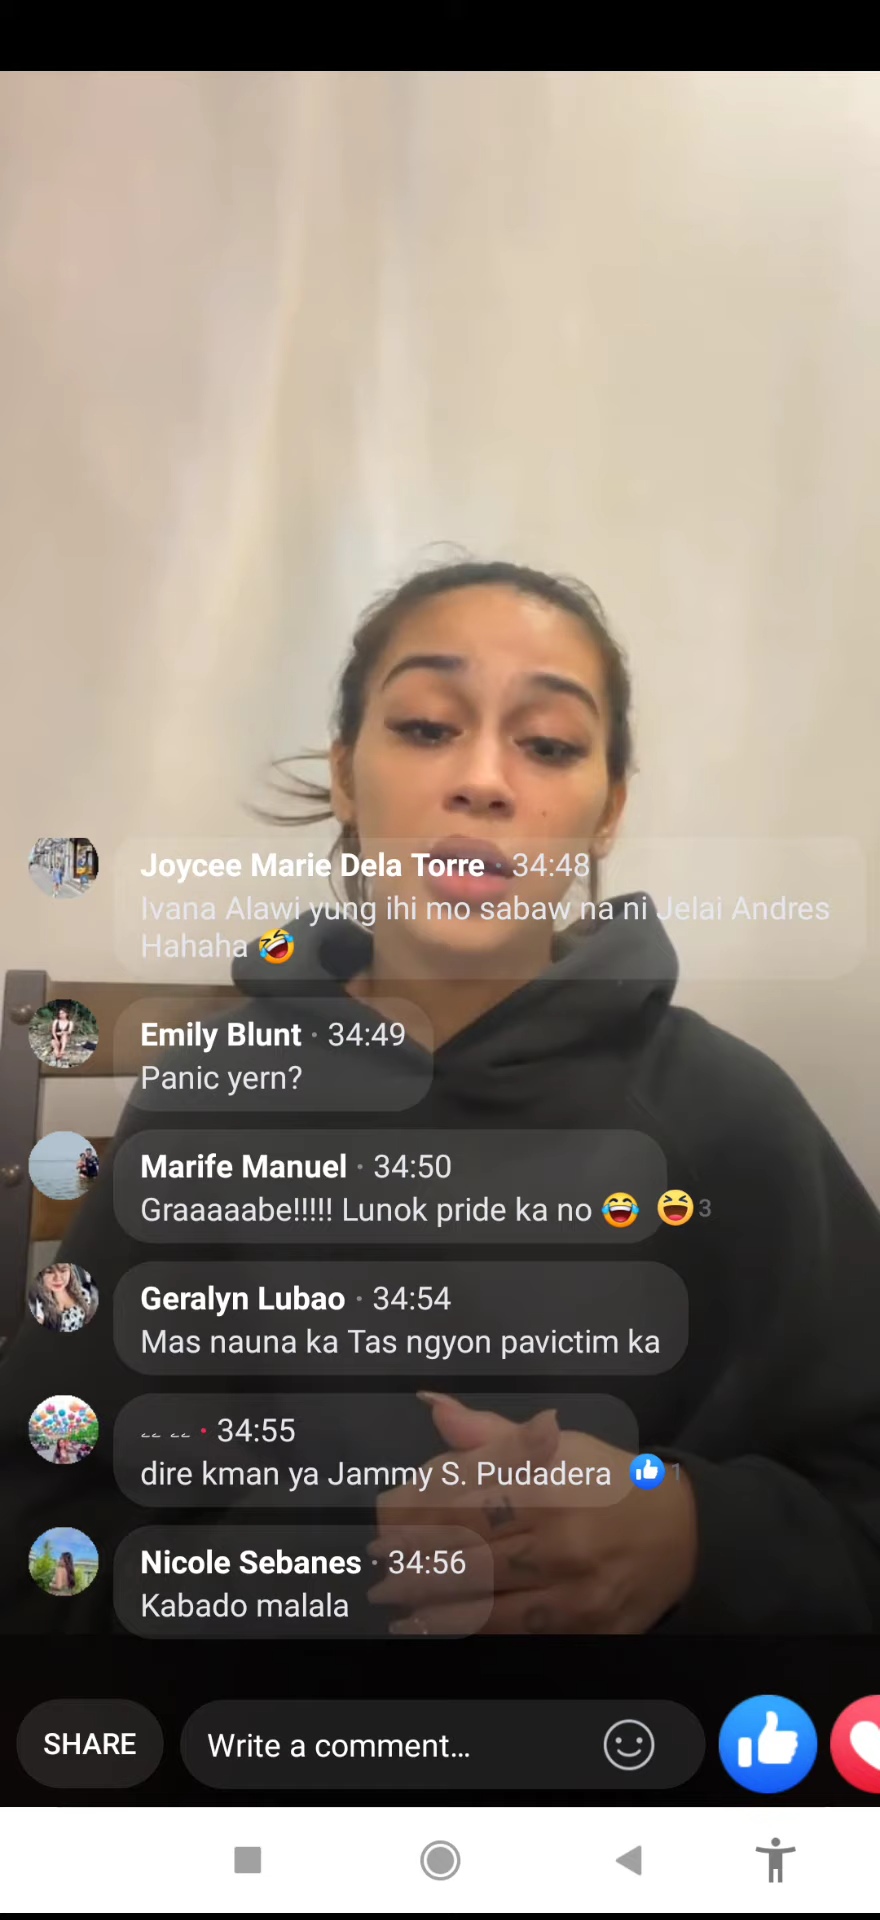 Joycee Marie Dela Torre · 34:48
Ivana Alawi yung ihi mo sabaw na ni Jelai Andres
Hahaha 🤣
Emily Blunt · 34:49
Panic yern?
Marife Manuel · 34:50
Graaaaabe!!!!! Lunok pride ka no 😂 😆 3
Geralyn Lubao · 34:54
Mas nauna ka Tas ngyon pavictim ka
· 34:55
dire kman ya Jammy S. Pudadera 👍 1
Nicole Sebanes · 34:56
Kabado malala
SHARE
Write a comment...